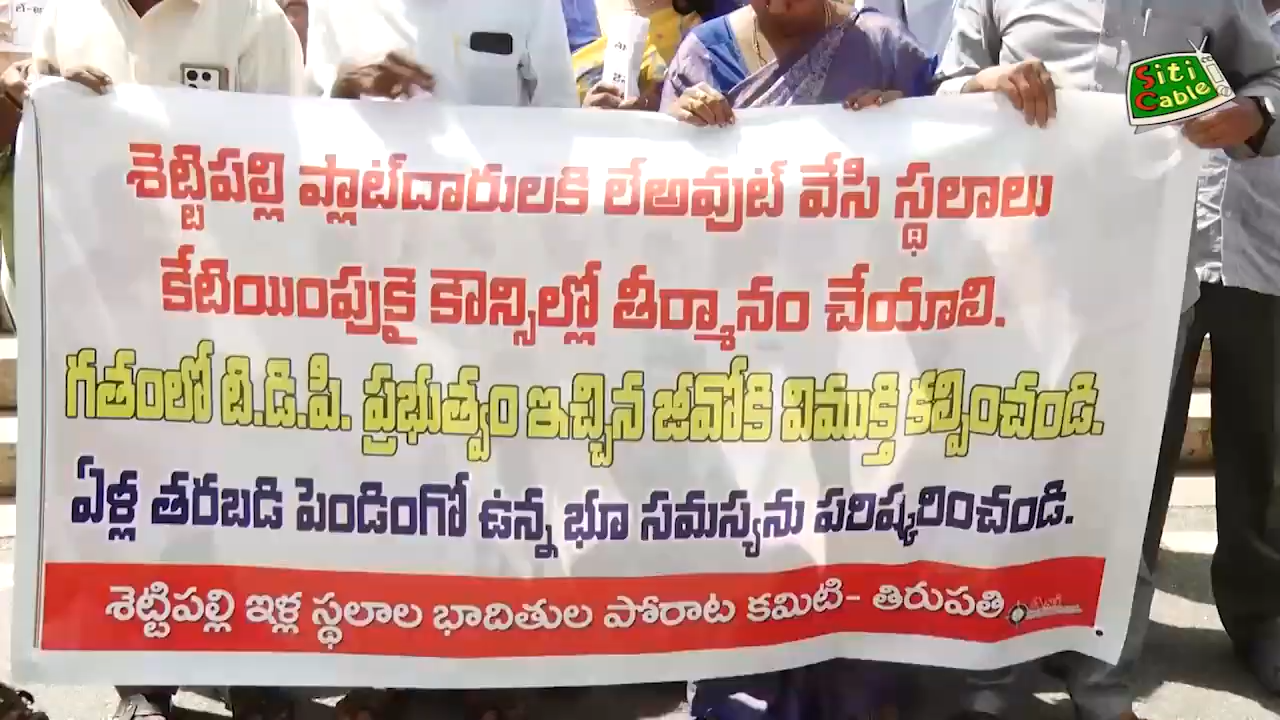 Siti
Cable
శెట్టిపల్లి ప్లాట్‌దారులకి లేఅవుట్ వేసి స్థలాలు
కేటియింపుకై కౌన్సిల్లో తీర్మానం చేయాలి.
గతంలో టి.డి.పి. ప్రభుత్వం ఇచ్చిన జీవోకి విముక్తి కల్పించండి.
ఏళ్ల తరబడి పెండింగ్‌లో ఉన్న భూ సమస్యను పరిష్కరించండి.
శెట్టిపల్లి ఇళ్ల స్థలాల భాదితుల పోరాట కమిటి- తిరుపతి